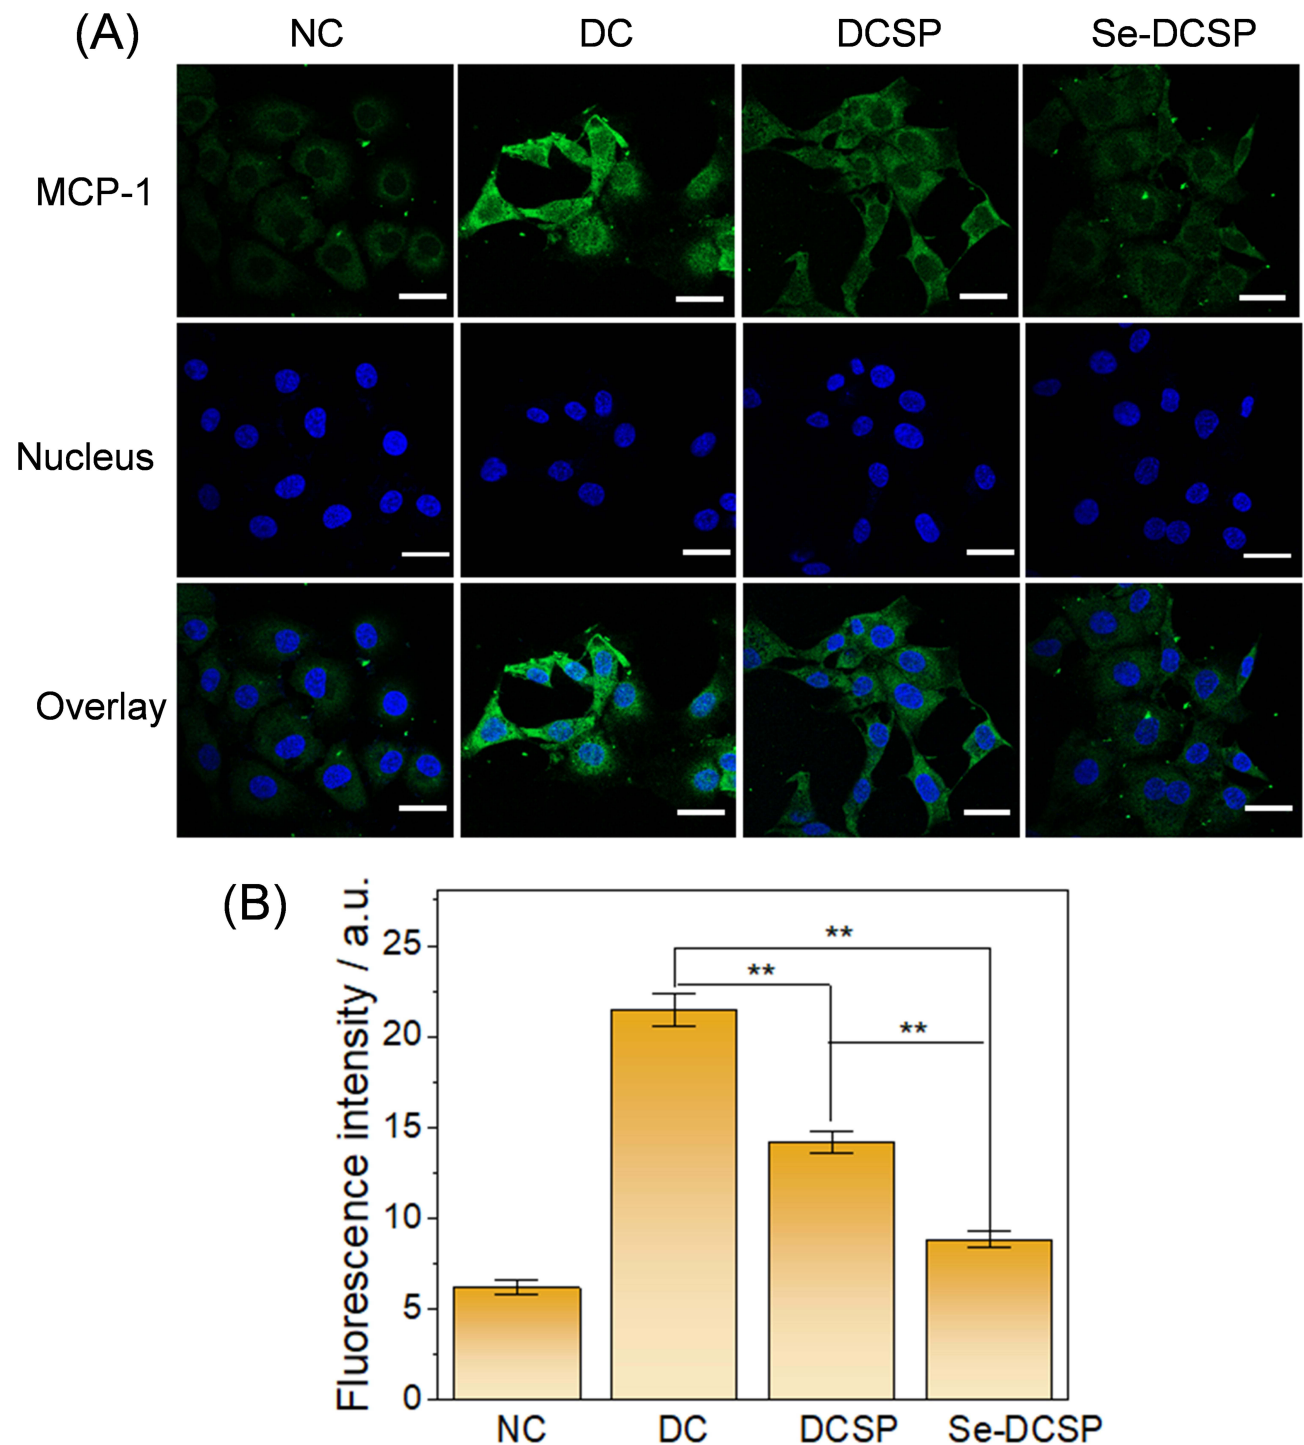 (A)
NC DC DCSP Se-DCSP
MCP-1
Nucleus
Overlay
(B)
Fluorescence intensity / a.u.
25
20
15
10
5
0
**
**
**
NC DC DCSP Se-DCSP